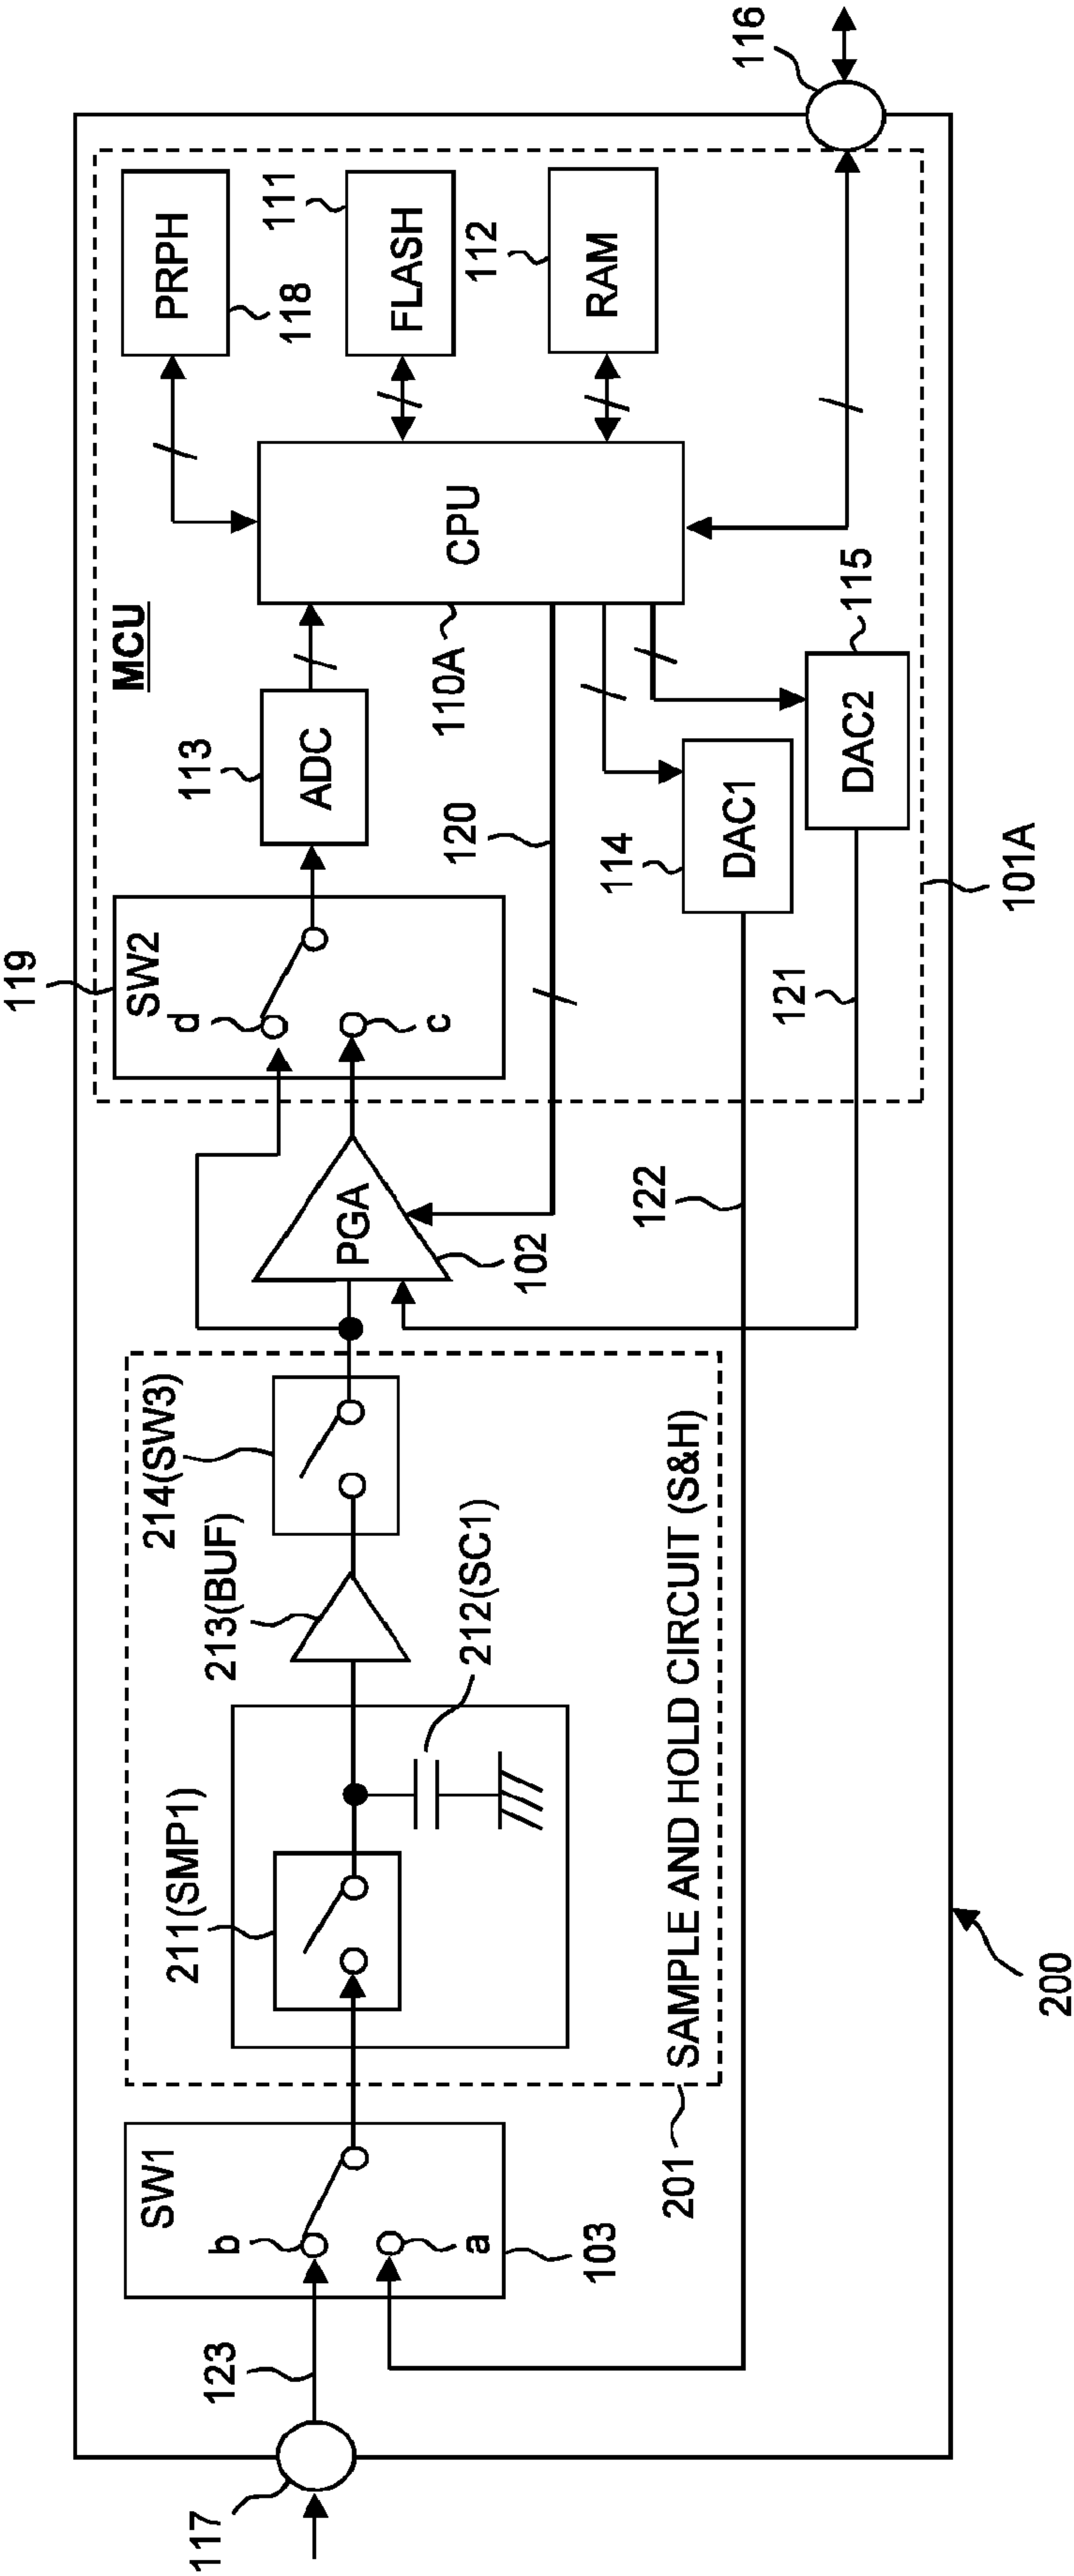 117
123
SW1
b
a
103
201
SAMPLE AND HOLD CIRCUIT (S&H)
211(SMP1)
212(SC1)
213(BUF)
214(SW3)
PGA
102
122
121
120
119
SW2
d
c
MCU
113
ADC
110A
CPU
114
DAC1
115
DAC2
101A
PRPH
118
111
FLASH
112
RAM
116
200